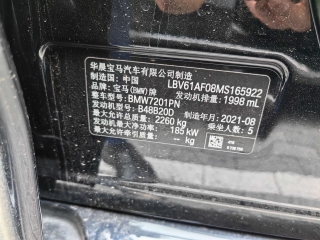 华晨宝马汽车有限公司制造
制造国：中国 LBV61AF08MS165922
品牌：宝马(BMW)牌 发动机排量：1998 mL
整车型号：BMW7201PN
发动机型号：B48B20D 制造年月：2021-08
最大允许总质量：2260 kg 乘坐人数：5
发动机最大净功率：185 kW
最大允许牵引质量：-- kg